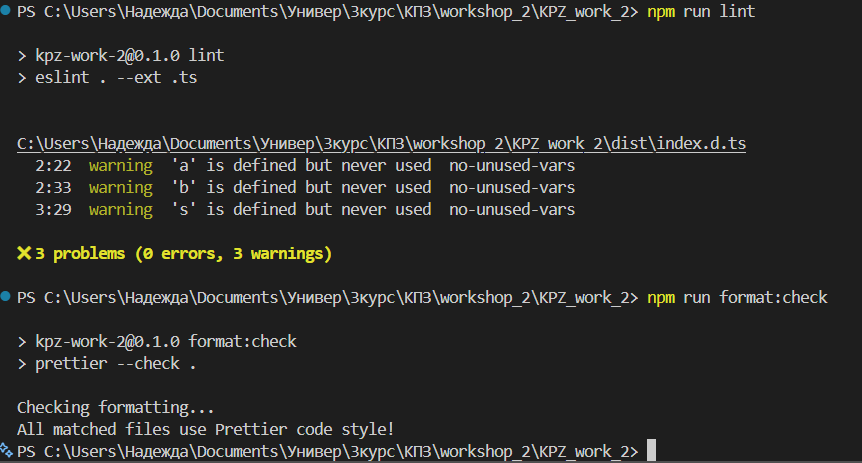 PS C:\Users\Надежда\Documents\Универ\3курс\КПЗ\workshop_2\KPZ_work_2> npm run lint
> kpz-work-2@0.1.0 lint
> eslint . --ext .ts
C:\Users\Надежда\Documents\Универ\3курс\КПЗ\workshop_2\KPZ_work_2\dist\index.d.ts
2:22 warning 'a' is defined but never used no-unused-vars
2:33 warning 'b' is defined but never used no-unused-vars
3:29 warning 's' is defined but never used no-unused-vars
✖ 3 problems (0 errors, 3 warnings)
PS C:\Users\Надежда\Documents\Универ\3курс\КПЗ\workshop_2\KPZ_work_2> npm run format:check
> kpz-work-2@0.1.0 format:check
> prettier --check .
Checking formatting...
All matched files use Prettier code style!
PS C:\Users\Надежда\Documents\Универ\3курс\КПЗ\workshop_2\KPZ_work_2>